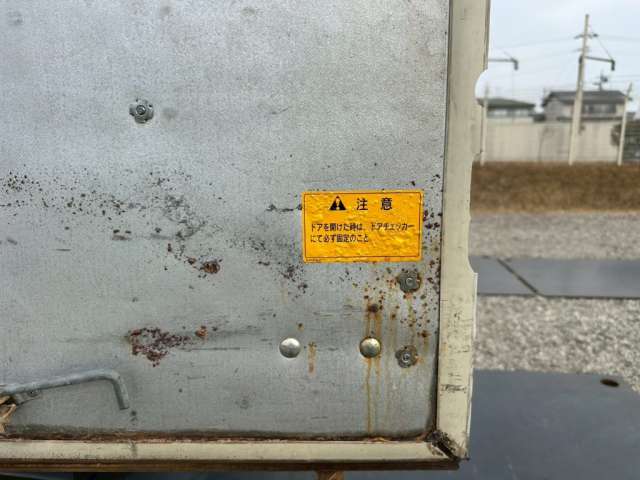 注意
ドアを開けた時は、ドアチェッカー
にて必ず固定のこと